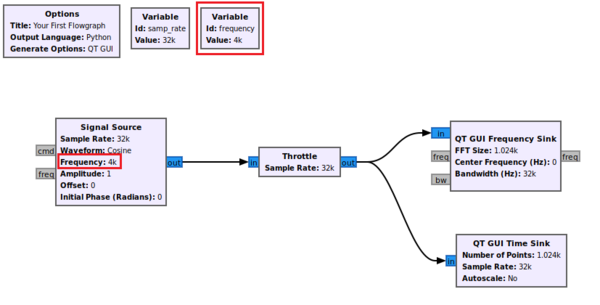 Options
Title: Your First Flowgraph
Output Language: Python
Generate Options: QT GUI
Variable
Id: samp_rate
Value: 32k
Variable
Id: frequency
Value: 4k
Signal Source
Sample Rate: 32k
Waveform: Cosine
Frequency: 4k
Amplitude: 1
Offset: 0
Initial Phase (Radians): 0
cmd
freq
out
in
Throttle
Sample Rate: 32k
out
in
freq
bw
QT GUI Frequency Sink
FFT Size: 1.024k
Center Frequency (Hz): 0
Bandwidth (Hz): 32k
freq
in
QT GUI Time Sink
Number of Points: 1.024k
Sample Rate: 32k
Autoscale: No